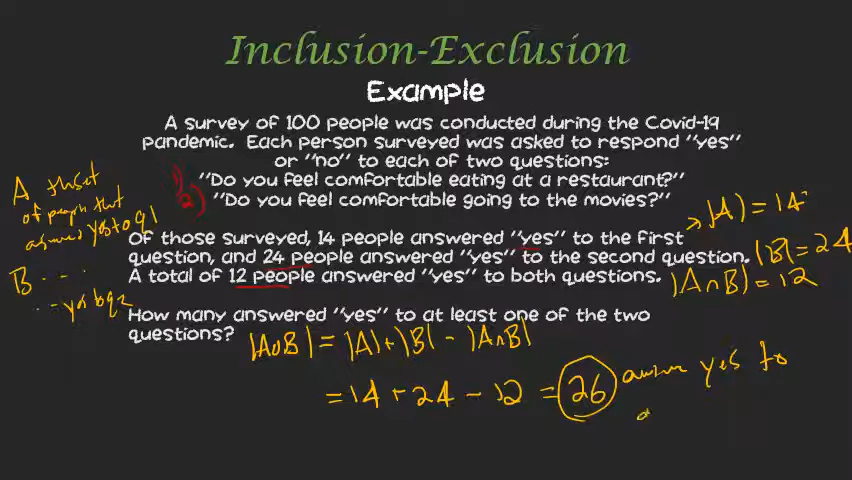 Inclusion-Exclusion
Example
A survey of 100 people was conducted during the Covid-19
pandemic. Each person surveyed was asked to respond "yes"
or "no" to each of two questions:
1) "Do you feel comfortable eating at a restaurant?"
2) "Do you feel comfortable going to the movies?"
A the set
of people that
answered yes to q1
B . . .
. . . yes to q2
Of those surveyed, 14 people answered "yes" to the first
question, and 24 people answered "yes" to the second question.
A total of 12 people answered "yes" to both questions.
|A| = 14
|B| = 24
|A∩B| = 12
How many answered "yes" to at least one of the two
questions?
|A∪B| = |A| + |B| - |A∩B|
= 14 + 24 - 12 = 26
yes to
a